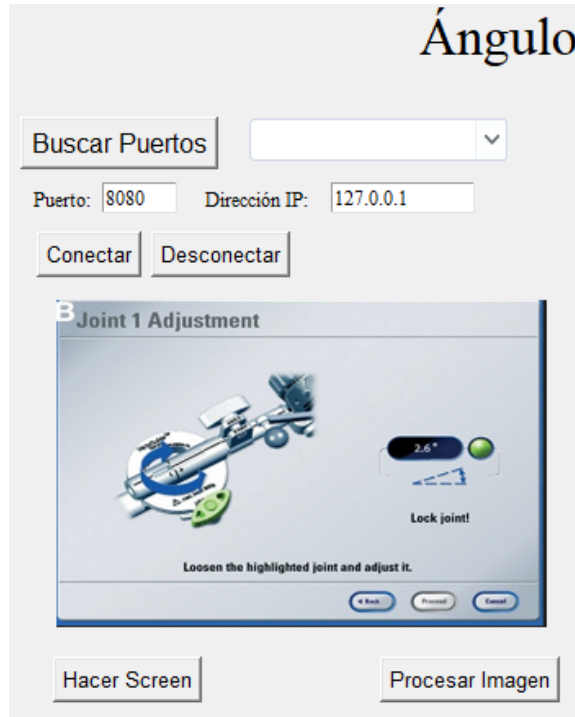 Ángulo
Buscar Puertos
Puerto: 8080 Dirección IP: 127.0.0.1
Conectar Desconectar
B
Joint 1 Adjustment
2.6°
Lock joint!
Loosen the highlighted joint and adjust it.
Back Proceed Cancel
Hacer Screen Procesar Imagen